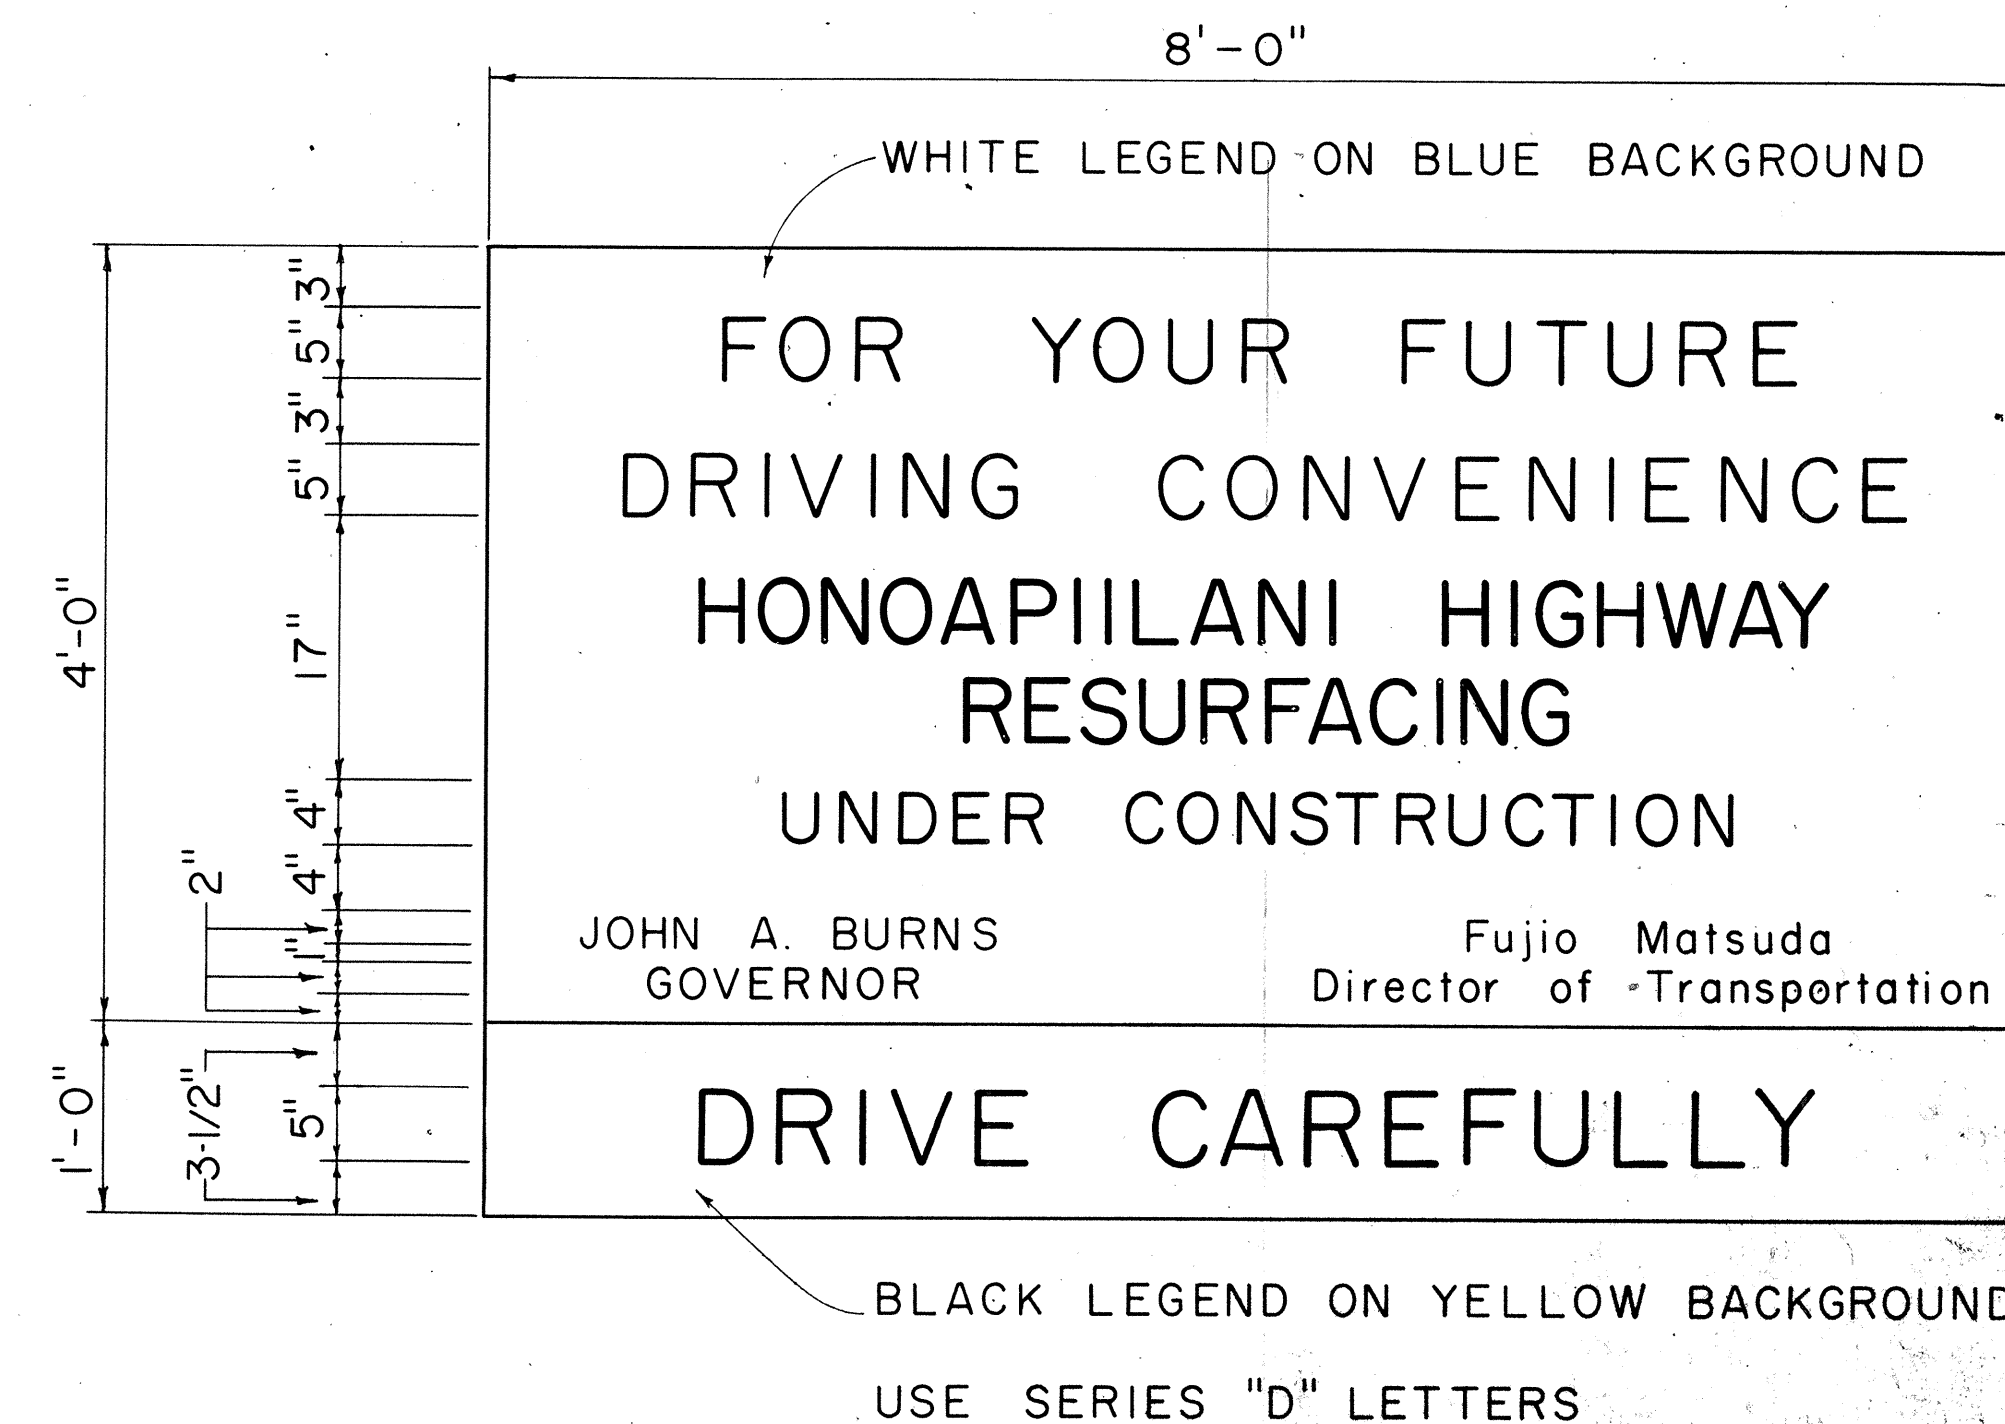 8'-0"
WHITE LEGEND ON BLUE BACKGROUND
3"
5"
3"
5"
17"
4"
4"
2"
1"
4'-0"
FOR YOUR FUTURE
DRIVING CONVENIENCE
HONOAPIILANI HIGHWAY
RESURFACING
UNDER CONSTRUCTION
JOHN A. BURNS
GOVERNOR
Fujio Matsuda
Director of Transportation
1'-0"
3-1/2"
5"
DRIVE CAREFULLY
BLACK LEGEND ON YELLOW BACKGROUND
USE SERIES "D" LETTERS